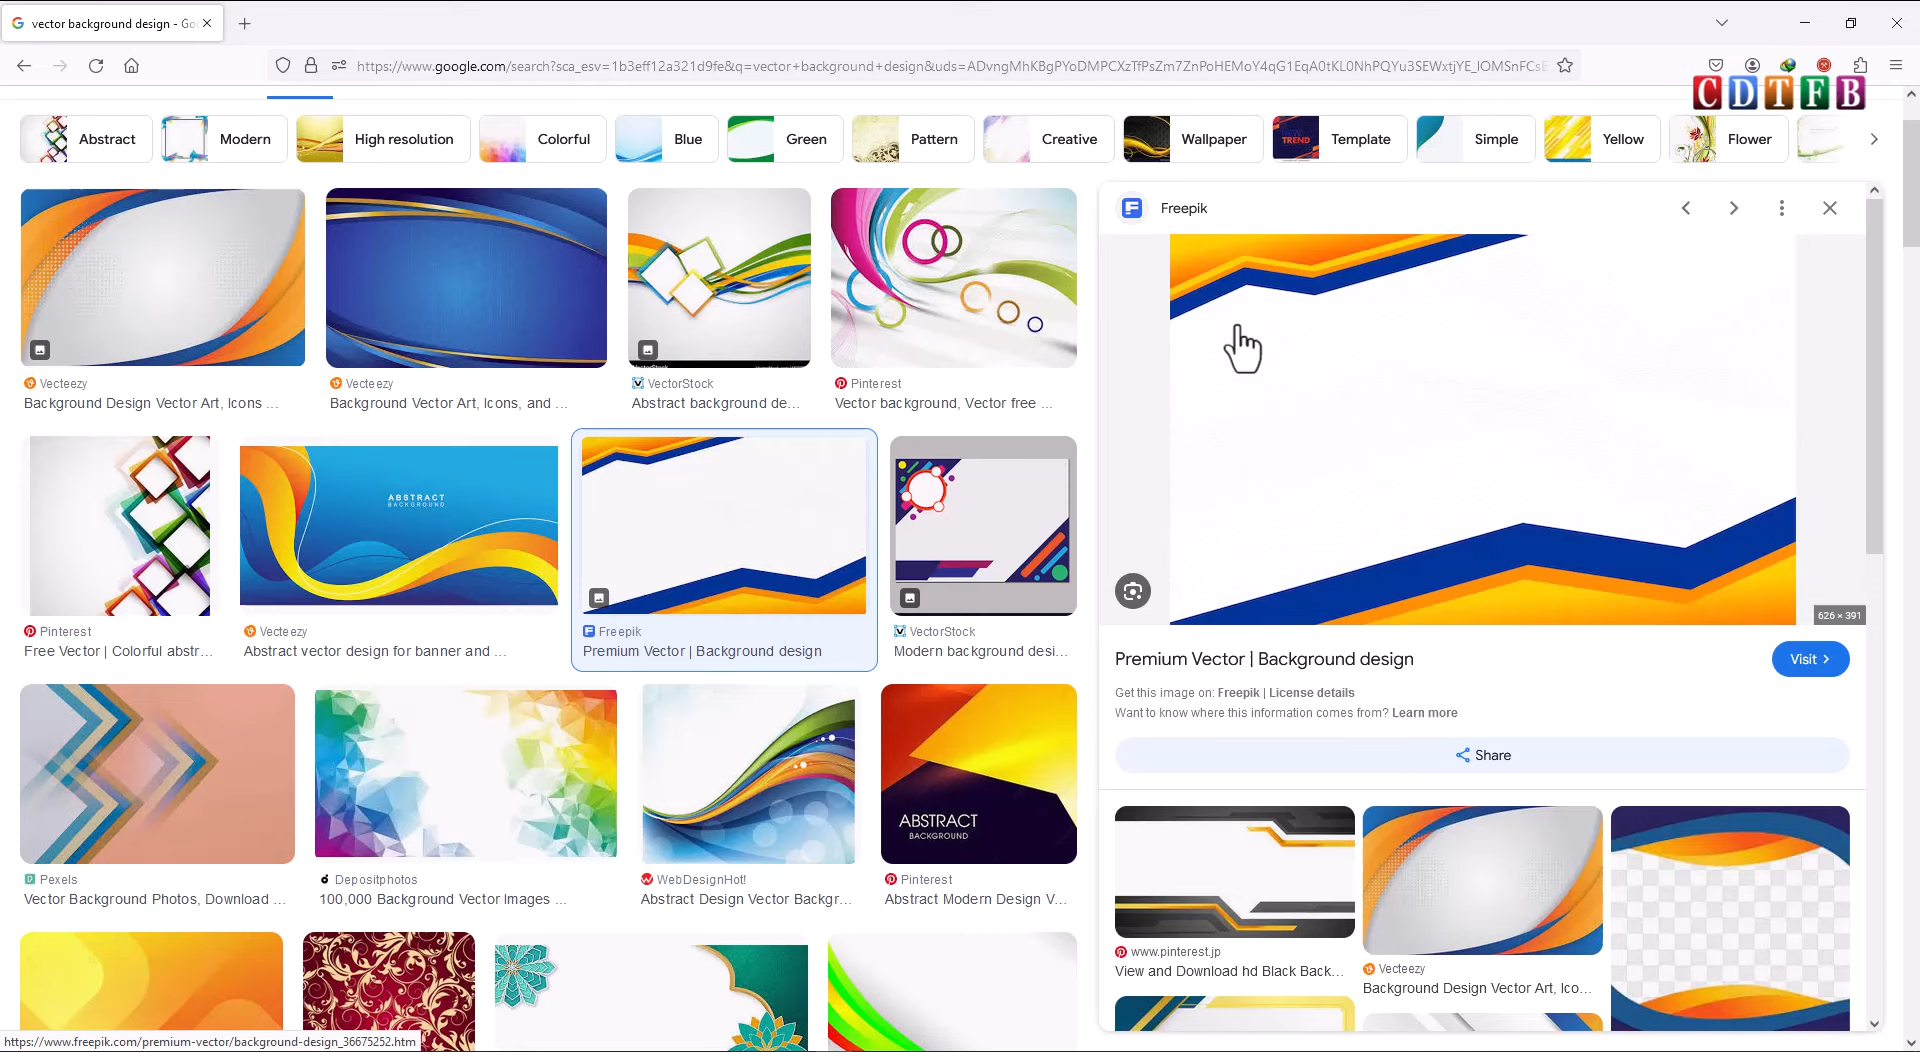 vector background design - Go
https://www.google.com/search?sca_esv=1b3eff12a321d9fe&q=vector+background+design&uds=ADvngMhKBgPYoDMPCXzTfPsZm7ZnPoHEMoY4qG1EqA0tKL0NhPQYu3SEWxtjYE_lOMSnFCsE
CDTFB
Abstract
Modern
High resolution
Colorful
Blue
Green
Pattern
Creative
Wallpaper
TREND
Template
Simple
Yellow
Flower
Freepik
Vecteezy
Vecteezy
VectorStock
Pinterest
Background Design Vector Art, Icons ...
Background Vector Art, Icons, and ...
Abstract background de...
Vector background, Vector free ...
ABSTRACT
BACKGROUND
626 × 391
Pinterest
Vecteezy
Freepik
VectorStock
Free Vector | Colorful abstr...
Abstract vector design for banner and ...
Premium Vector | Background design
Modern background desi...
Premium Vector | Background design
Visit
Get this image on: Freepik | License details
Want to know where this information comes from? Learn more
Share
ABSTRACT
BACKGROUND
Pexels
Depositphotos
WebDesignHot!
Pinterest
Vector Background Photos, Download ...
100,000 Background Vector Images ...
Abstract Design Vector Backgr...
Abstract Modern Design V...
www.pinterest.jp
View and Download hd Black Back...
Vecteezy
Background Design Vector Art, Ico...
https://www.freepik.com/premium-vector/background-design_36675252.htm